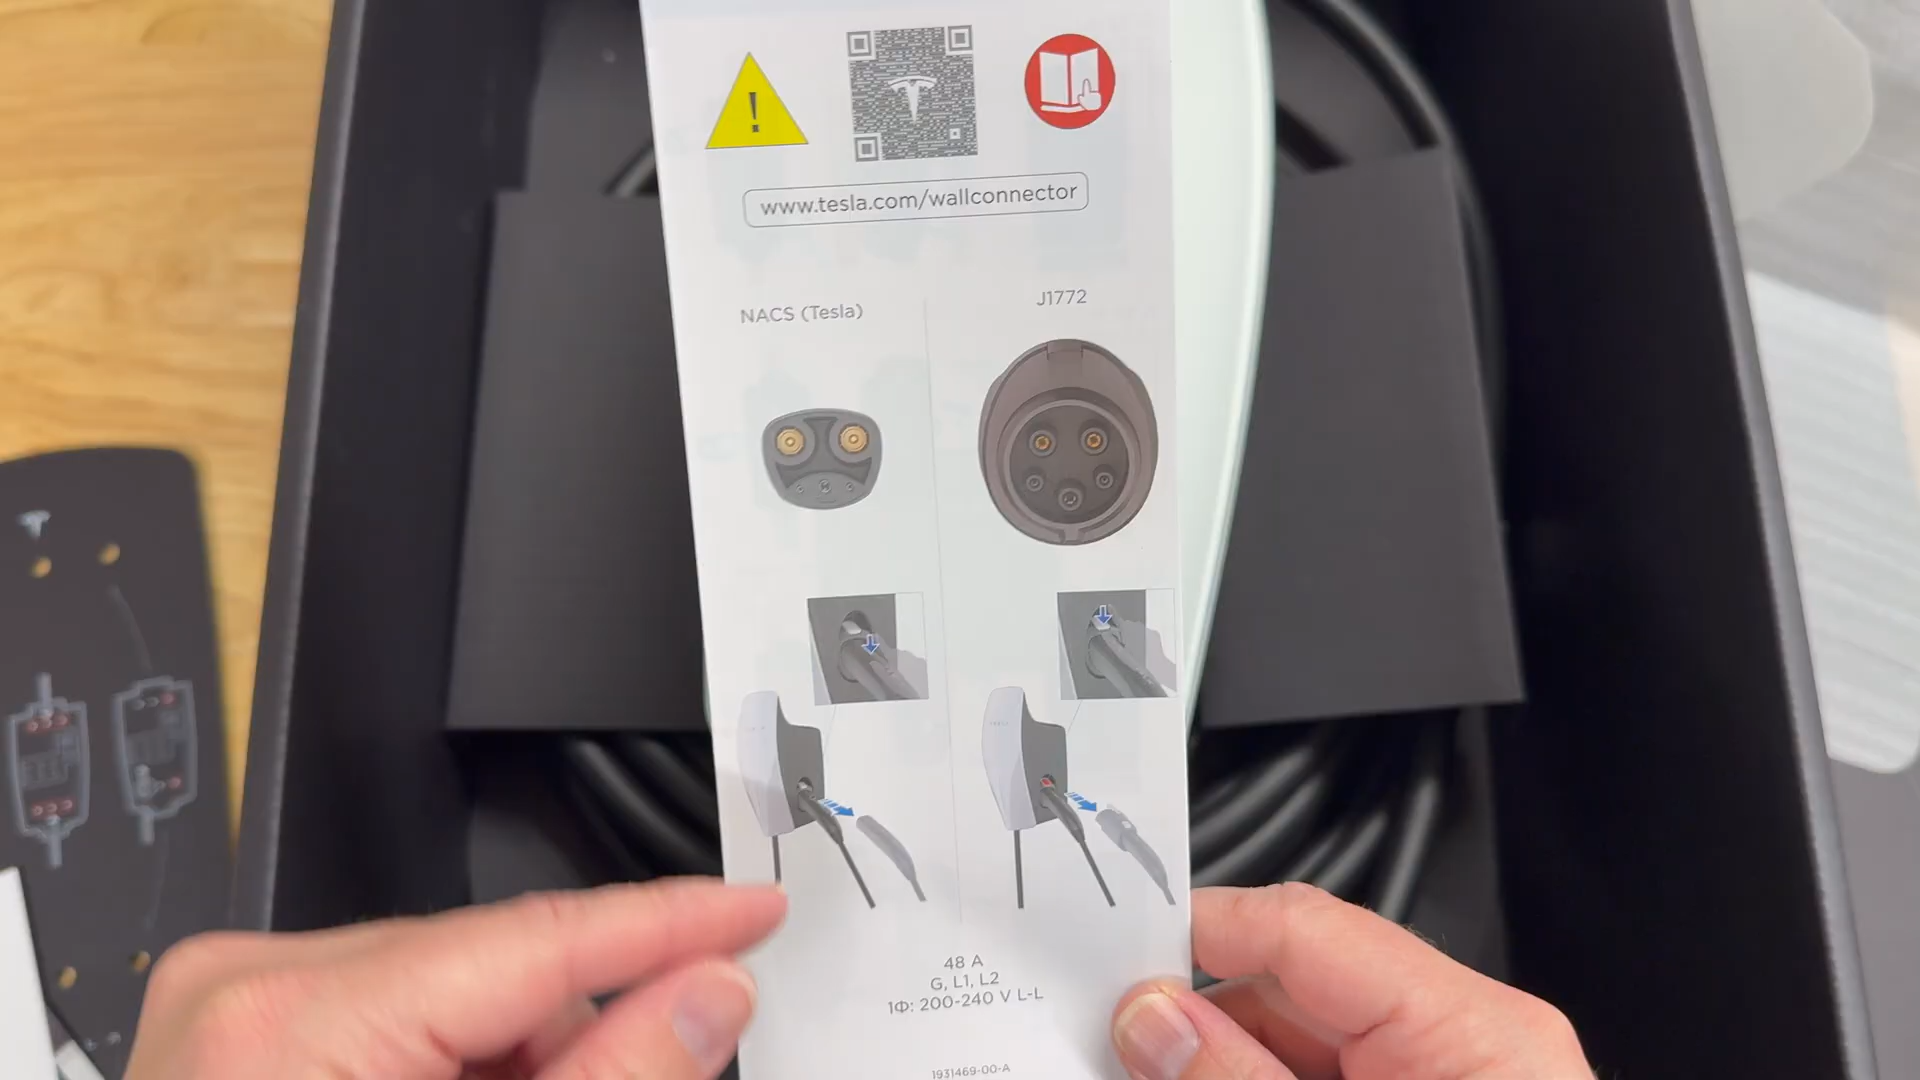 !
www.tesla.com/wallconnector
NACS (Tesla)
J1772
48 A
G, L1, L2
1Φ: 200-240 V L-L
1931469-00-A